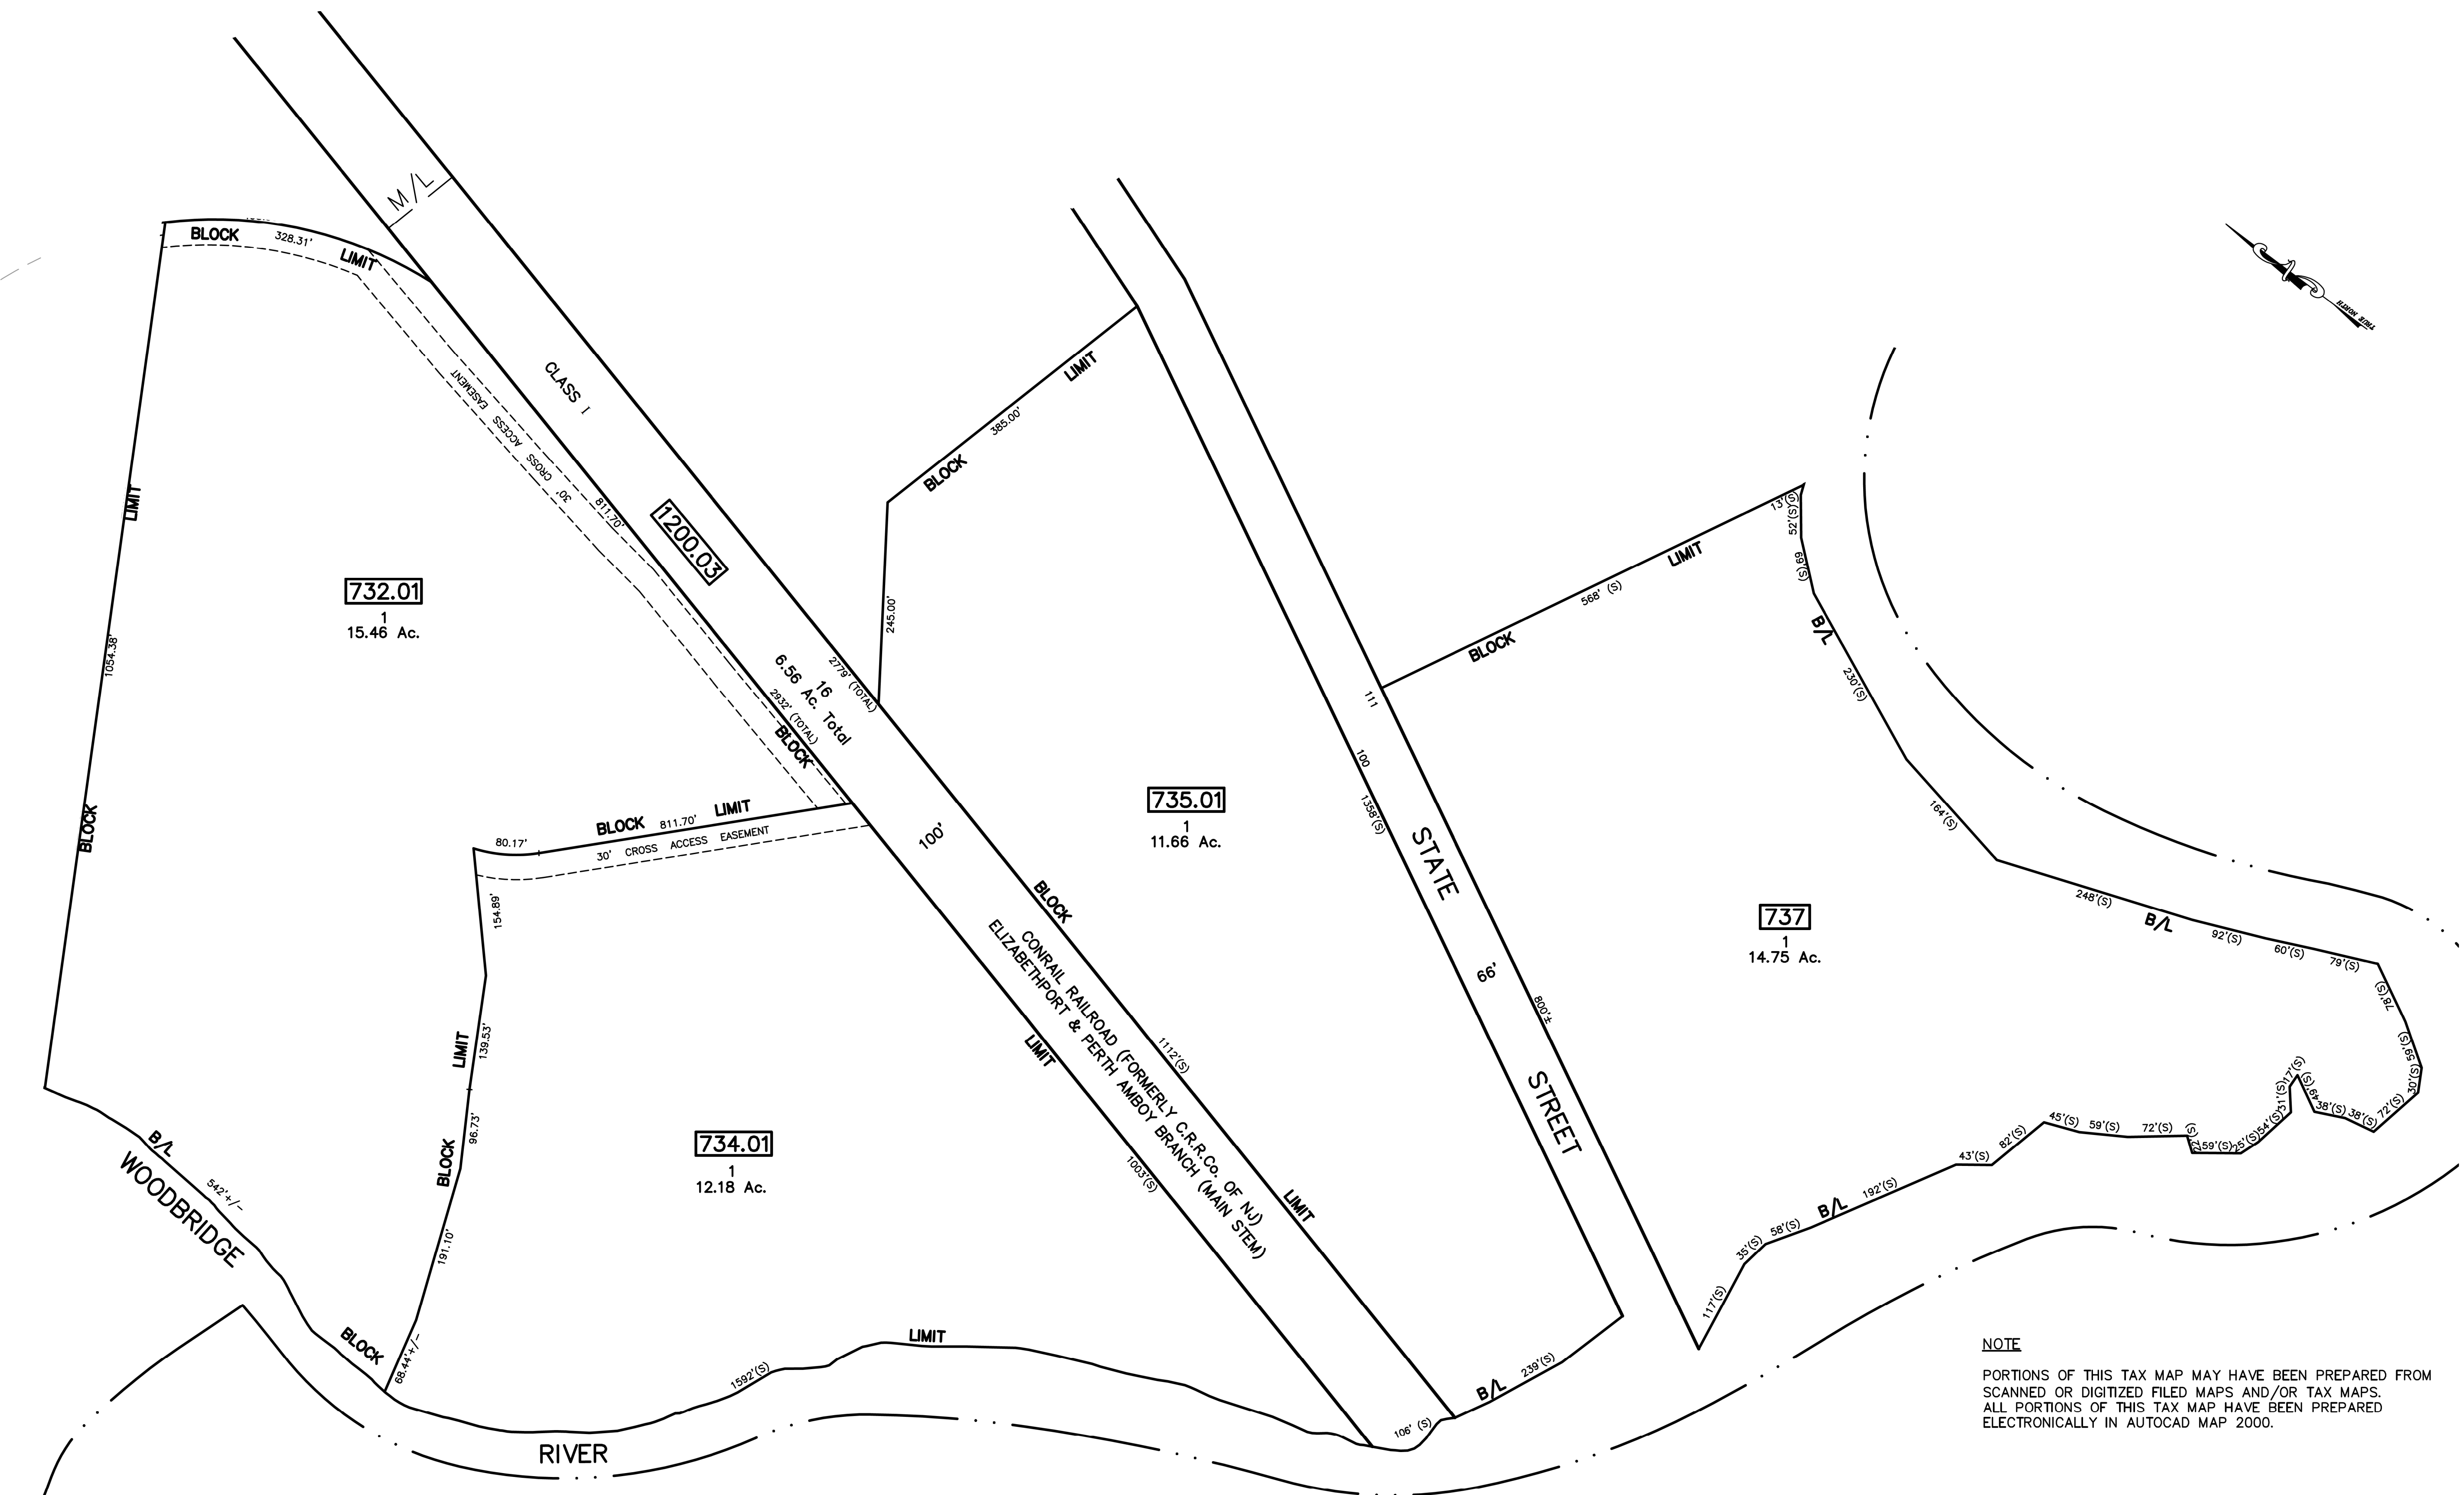 M/L
BLOCK
328.31'
LIMIT
TRUE NORTH
CLASS I
LIMIT
385.00'
BLOCK
30' CROSS ACCESS EASEMENT
811.70'
1200.03
LIMIT
13'(S)
52'(S)
69'(S)
LIMIT
568' (S)
BLOCK
B/L
230'(S)
732.01
1
15.46 Ac.
1054.38'
245.00'
2779' (TOTAL)
16
6.56 Ac. Total
2932' (TOTAL)
BLOCK
111
100
1358'(S)
735.01
1
11.66 Ac.
164'(S)
BLOCK
BLOCK 811.70' LIMIT
80.17'
30' CROSS ACCESS EASEMENT
100'
STATE
STREET
66'
800'±
737
1
14.75 Ac.
248'(S)
B/L
92'(S)
60'(S)
79'(S)
78'(S)
59'(S)
30'(S)
72'(S)
38'(S)
38'(S)
49'(S)
17'(S)
31'(S)
54'(S)
25'(S)
59'(S)
22'(S)
72'(S)
59'(S)
45'(S)
82'(S)
43'(S)
192'(S)
B/L
58'(S)
35'(S)
117'(S)
154.89'
LIMIT
139.53'
BLOCK
96.73'
191.10'
68.44'+/-
734.01
1
12.18 Ac.
BLOCK
LIMIT
CONRAIL RAILROAD (FORMERLY C.R.R.Co. OF NJ)
ELIZABETHPORT & PERTH AMBOY BRANCH (MAIN STEM)
1112'(S)
LIMIT
1003'(S)
B/L
542'+/-
WOODBRIDGE
BLOCK
LIMIT
1592'(S)
RIVER
106' (S)
B/L
239'(S)
NOTE
PORTIONS OF THIS TAX MAP MAY HAVE BEEN PREPARED FROM
SCANNED OR DIGITIZED FILED MAPS AND/OR TAX MAPS.
ALL PORTIONS OF THIS TAX MAP HAVE BEEN PREPARED
ELECTRONICALLY IN AUTOCAD MAP 2000.